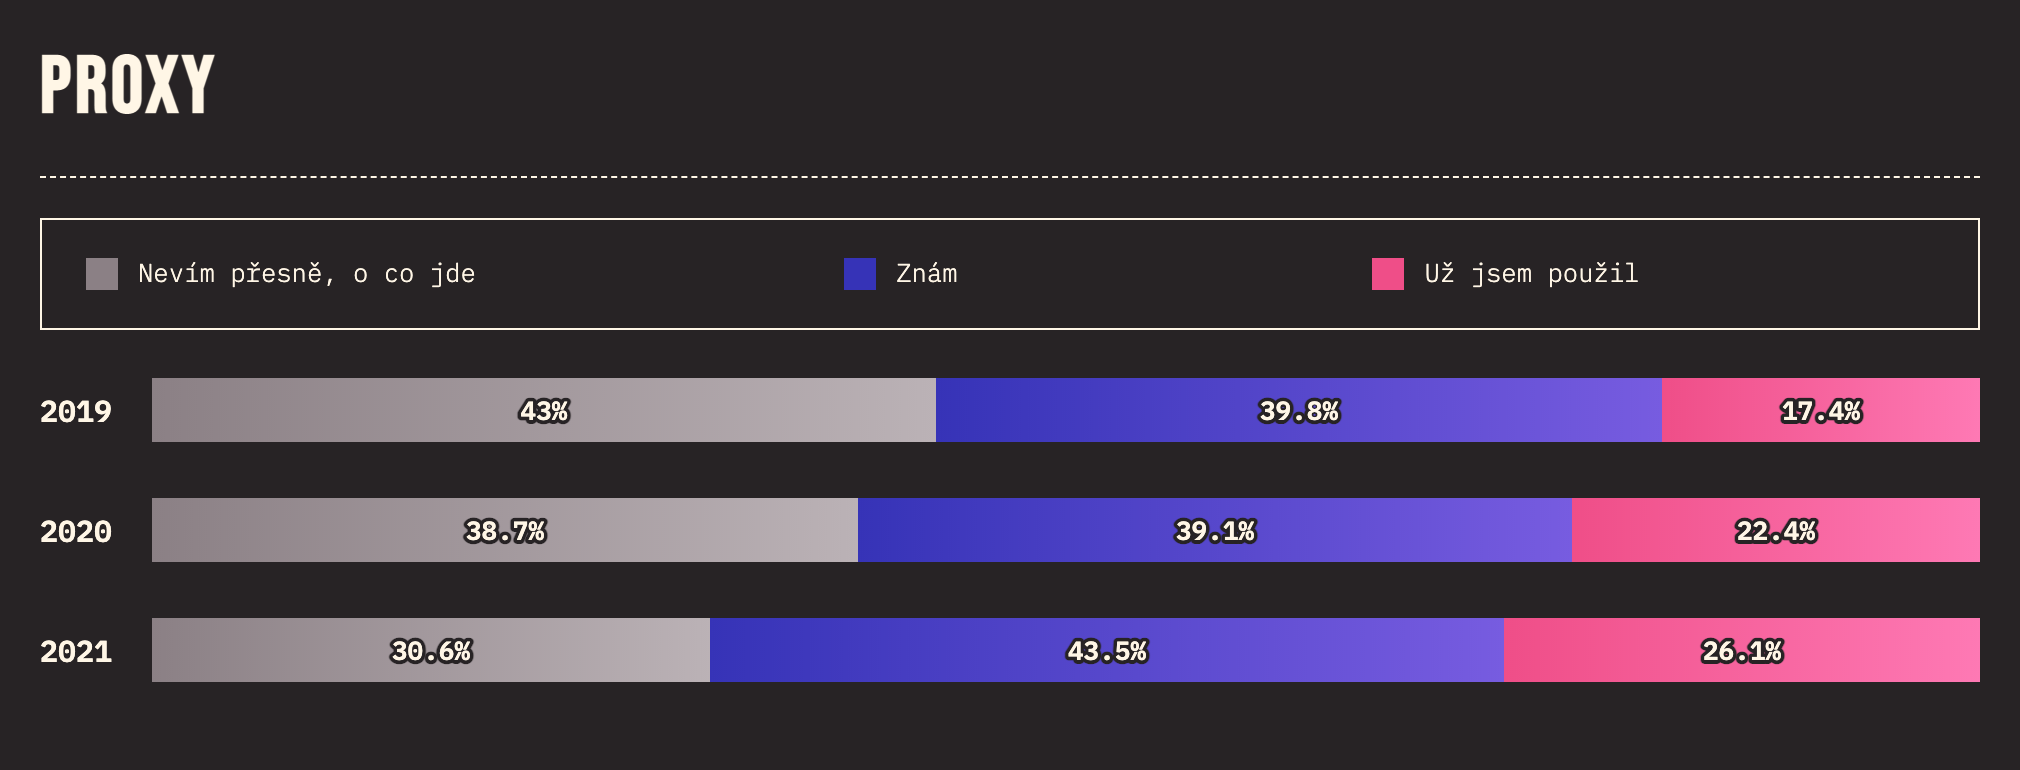 PROXY
Nevím přesně, o co jde Znám Už jsem použil
2019 43% 39.8% 17.4%
2020 38.7% 39.1% 22.4%
2021 30.6% 43.5% 26.1%